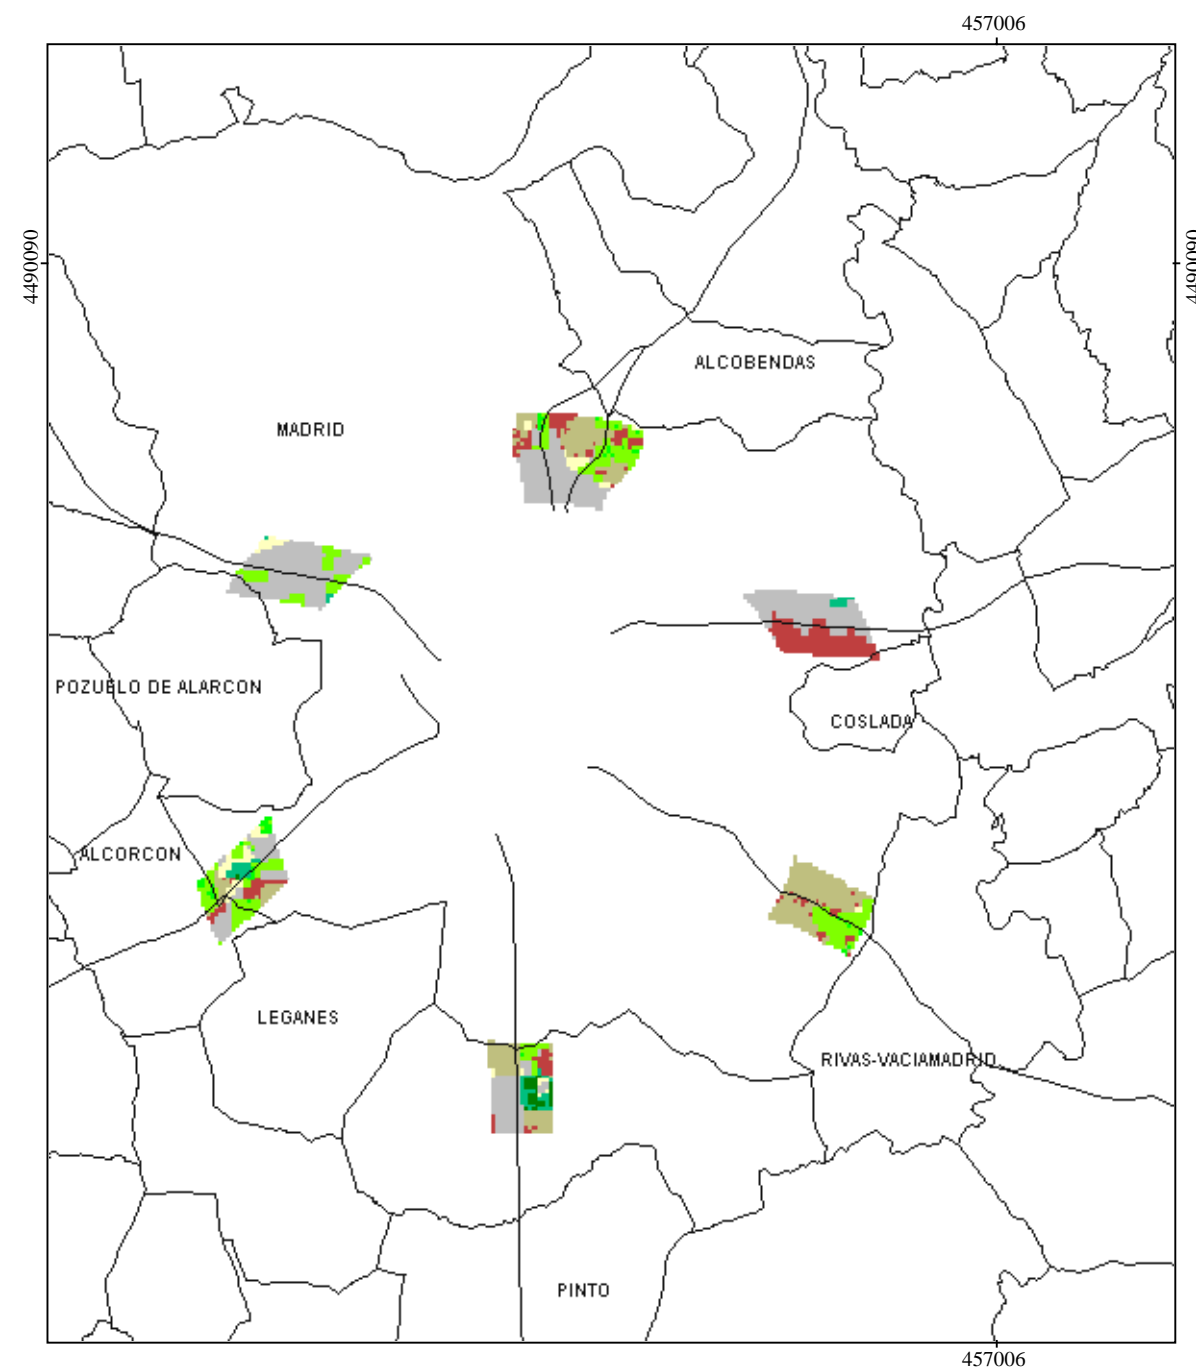 457006
4490090
4490090
ALCOBENDAS
MADRID
POZUELO DE ALARCON
COSLADA
ALCORCON
LEGANES
RIVAS-VACIAMADRID
PINTO
457006